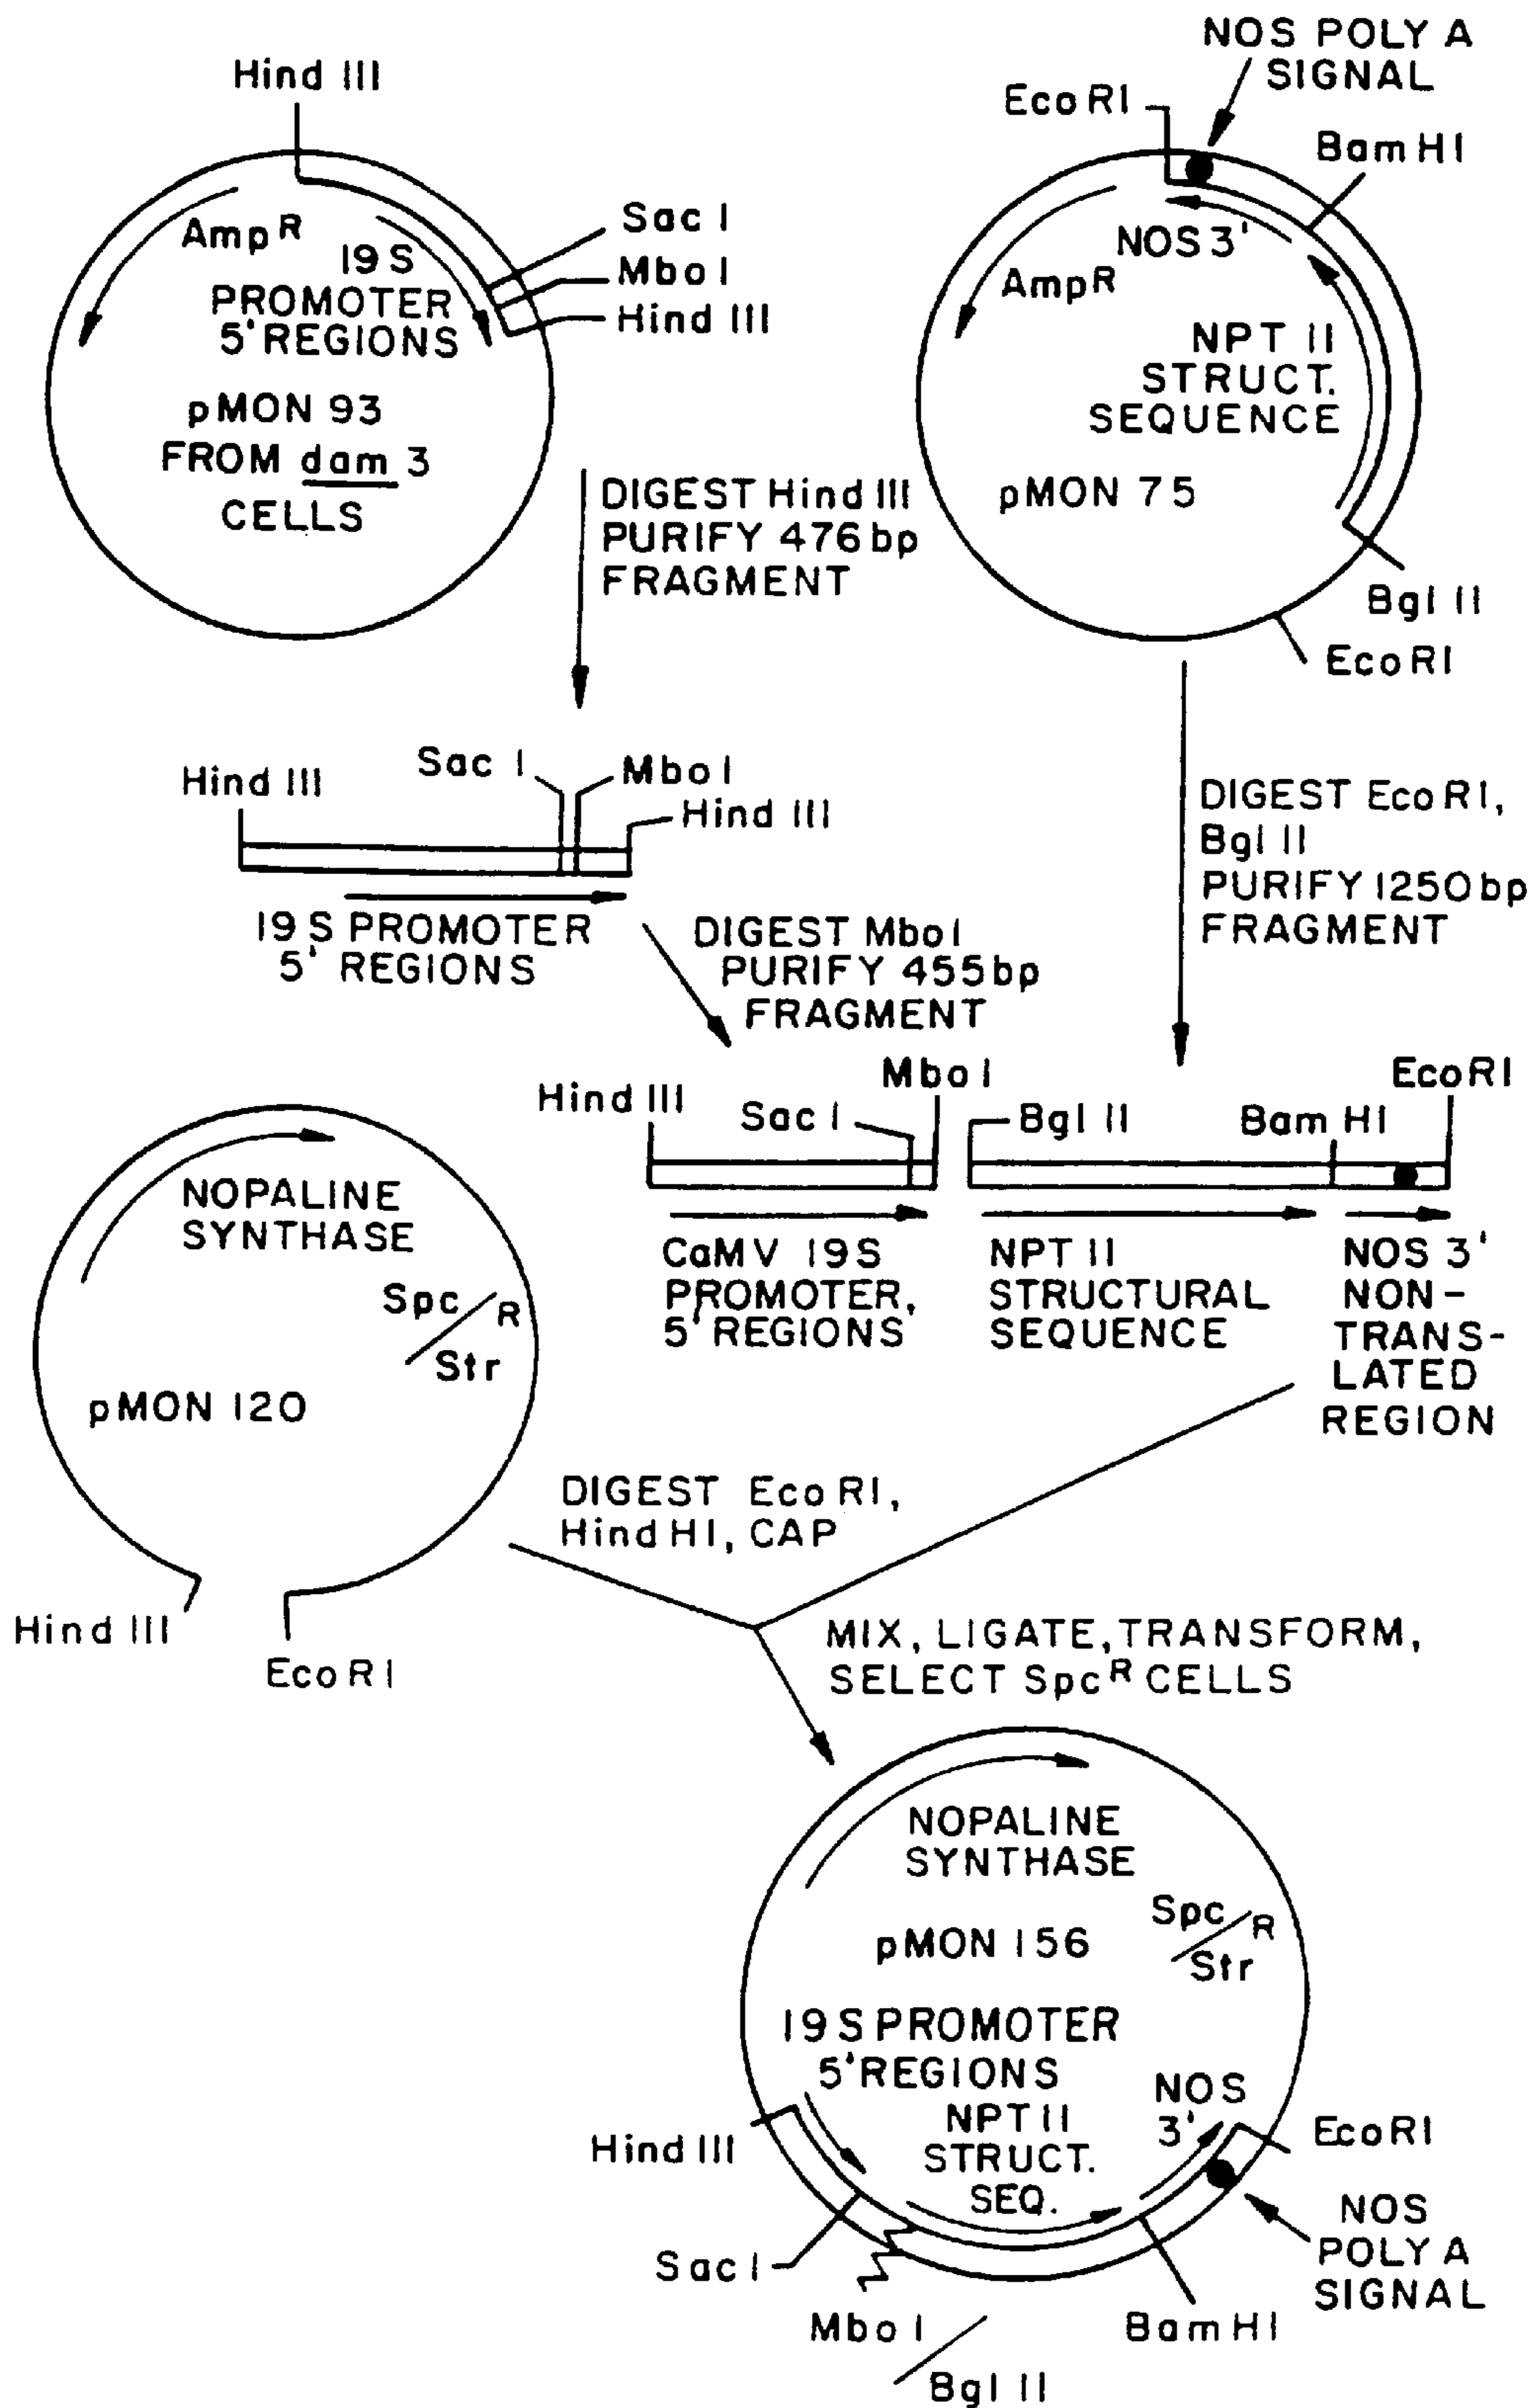 Hind III
Amp R
19 S
PROMOTER
5' REGIONS
Sac I
Mbo I
Hind III
pMON 93
FROM dam 3
CELLS
NOS POLY A
SIGNAL
Eco RI
Bam HI
NOS 3'
Amp R
NPT II
STRUCT.
SEQUENCE
pMON 75
Bgl II
Eco RI
DIGEST Hind III
PURIFY 476 bp
FRAGMENT
Hind III
Sac I
Mbo I
Hind III
19 S PROMOTER
5' REGIONS
DIGEST Eco RI,
Bgl II
PURIFY 1250 bp
FRAGMENT
DIGEST Mbo I
PURIFY 455 bp
FRAGMENT
Hind III
Sac I
Mbo I
Bgl II
Bam HI
Eco RI
CaMV 19S
PROMOTER,
5' REGIONS
NPT II
STRUCTURAL
SEQUENCE
NOS 3'
NON-
TRANS-
LATED
REGION
NOPALINE
SYNTHASE
Spc/Str R
pMON 120
Hind III
Eco RI
DIGEST Eco RI,
Hind HI, CAP
MIX, LIGATE, TRANSFORM,
SELECT Spc R CELLS
NOPALINE
SYNTHASE
pMON 156
Spc/Str R
19 S PROMOTER
5' REGIONS
NPT II
STRUCT.
SEQ.
NOS
3'
Hind III
Sac I
Mbo I/Bgl II
Bam HI
Eco RI
NOS
POLY A
SIGNAL